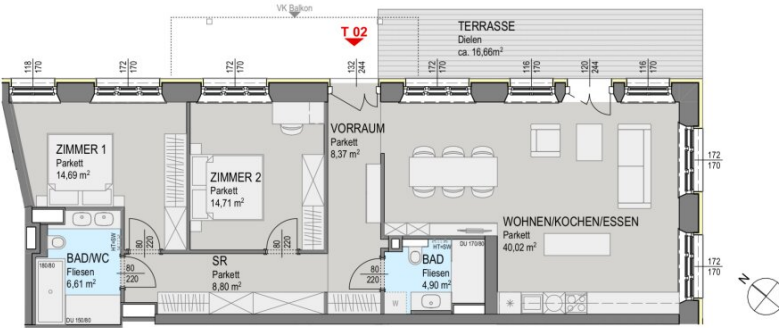 VK Balkon
T 02
TERRASSE
Dielen
ca. 16,66m²
118
170
172
170
172
170
132
244
172
170
116
170
120
244
116
170
ZIMMER 1
Parkett
14,69 m²
ZIMMER 2
Parkett
14,71 m²
VORRAUM
Parkett
8,37 m²
172
170
WOHNEN/KOCHEN/ESSEN
Parkett
40,02 m²
80
220
80
220
HT+BW
BAD/WC
Fliesen
6,61 m²
180/80
80
220
DU 150/80
SR
Parkett
8,80 m²
80
220
HT+BW
BAD
Fliesen
4,90 m²
DU 170/80
W
172
170
N